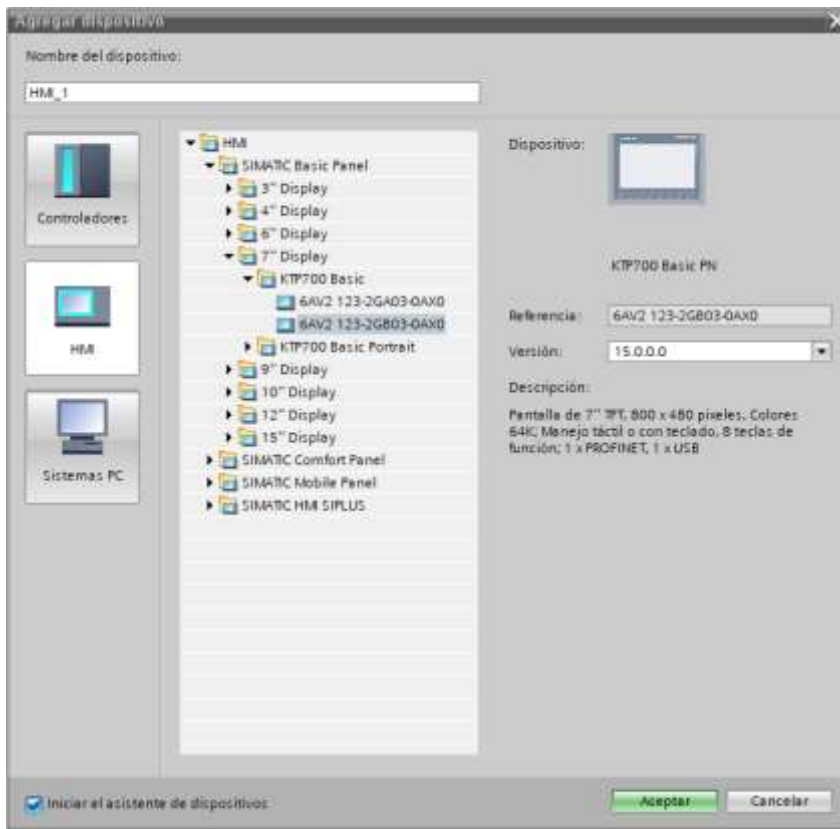 Agregar dispositivo
Nombre del dispositivo:
HMI_1
Controladores
HMI
Sistemas PC
HMI
SIMATIC Basic Panel
3" Display
4" Display
6" Display
7" Display
KTP700 Basic
6AV2 123-2GA03-0AX0
6AV2 123-2GB03-0AX0
KTP700 Basic Portrait
9" Display
10" Display
12" Display
15" Display
SIMATIC Comfort Panel
SIMATIC Mobile Panel
SIMATIC HMI SIPLUS
Dispositivo:
KTP700 Basic PN
Referencia: 6AV2 123-2GB03-0AX0
Versión: 15.0.0.0
Descripción:
Pantalla de 7" TFT, 800 x 480 píxeles, Colores
64K; Manejo táctil o con teclado, 8 teclas de
función; 1 x PROFINET, 1 x USB
Iniciar el asistente de dispositivos
Aceptar
Cancelar